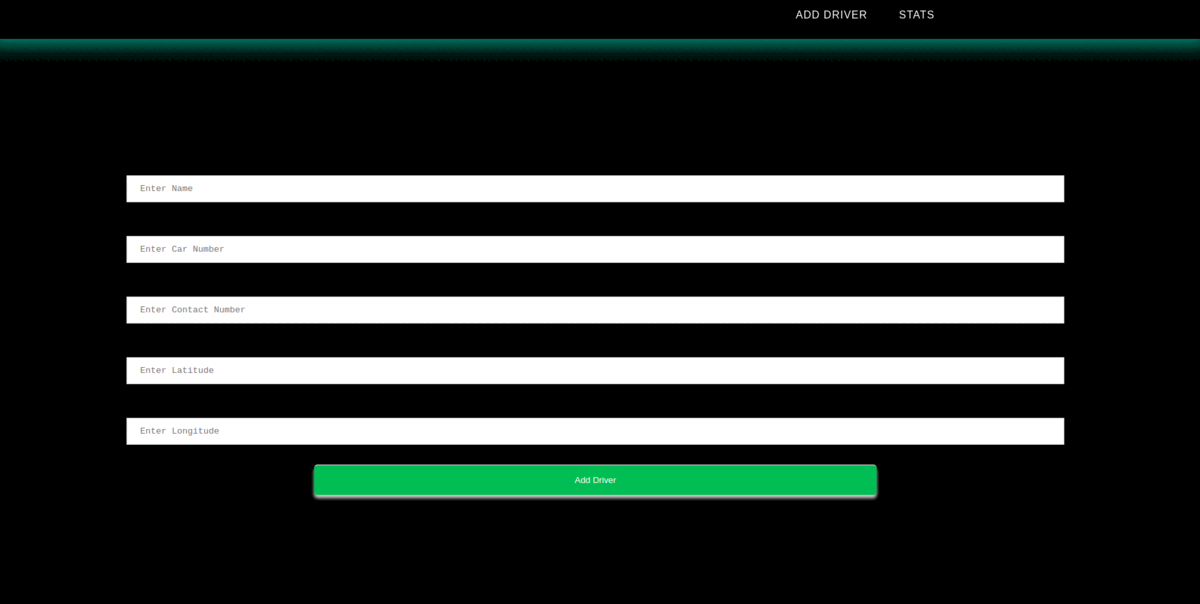 ADD DRIVER STATS
Enter Name
Enter Car Number
Enter Contact Number
Enter Latitude
Enter Longitude
Add Driver